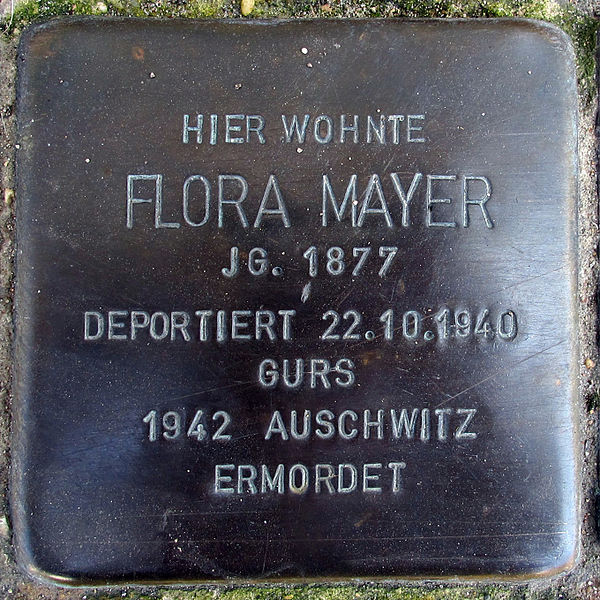 HIER WOHNTE
FLORA MAYER
JG. 1877
DEPORTIERT 22.10.1940
GURS
1942 AUSCHWITZ
ERMORDET